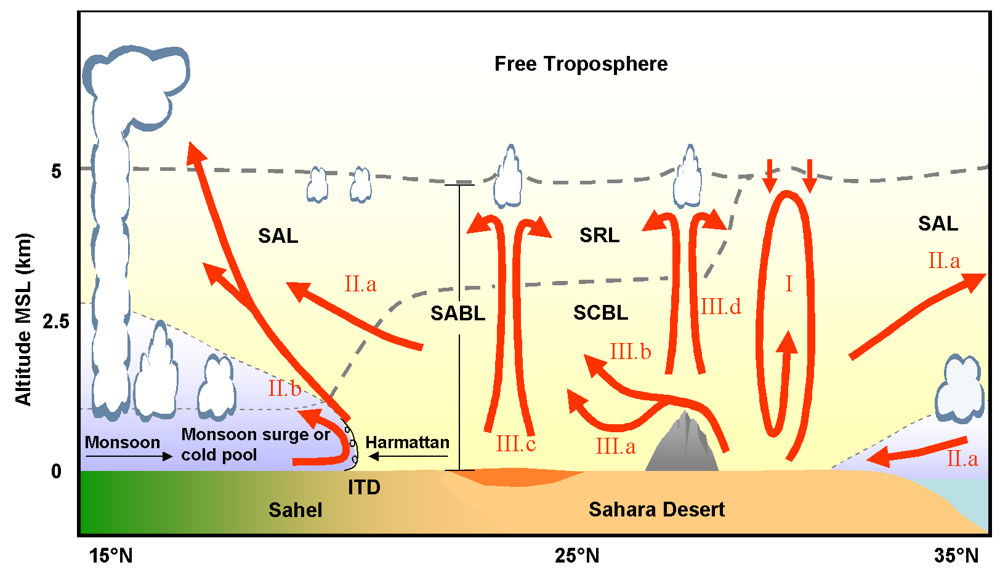 Free Troposphere
5
SAL
SRL
SAL
II.a
II.a
I
Altitude MSL (km)
2.5
SABL
SCBL
III.d
III.b
II.b
Monsoon
Monsoon surge or
cold pool
Harmattan
III.c
III.a
II.a
0
ITD
Sahel
Sahara Desert
15°N
25°N
35°N